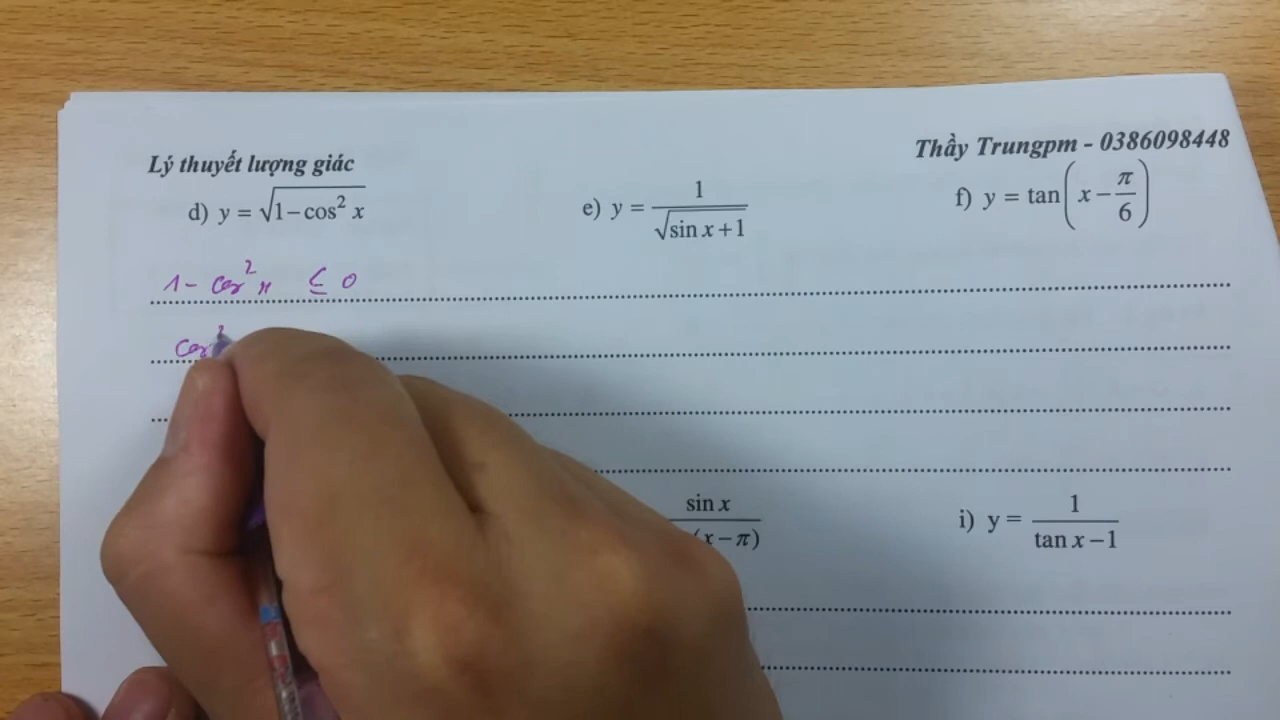 Thầy Trungpm - 0386098448
Lý thuyết lượng giác
d) y = √(1−cos² x)
e) y = 1/√(sin x+1)
f) y = tan(x − π/6)
1 - cos² x ≤ 0
cos²
sin x
(x − π)
i) y = 1/(tan x − 1)